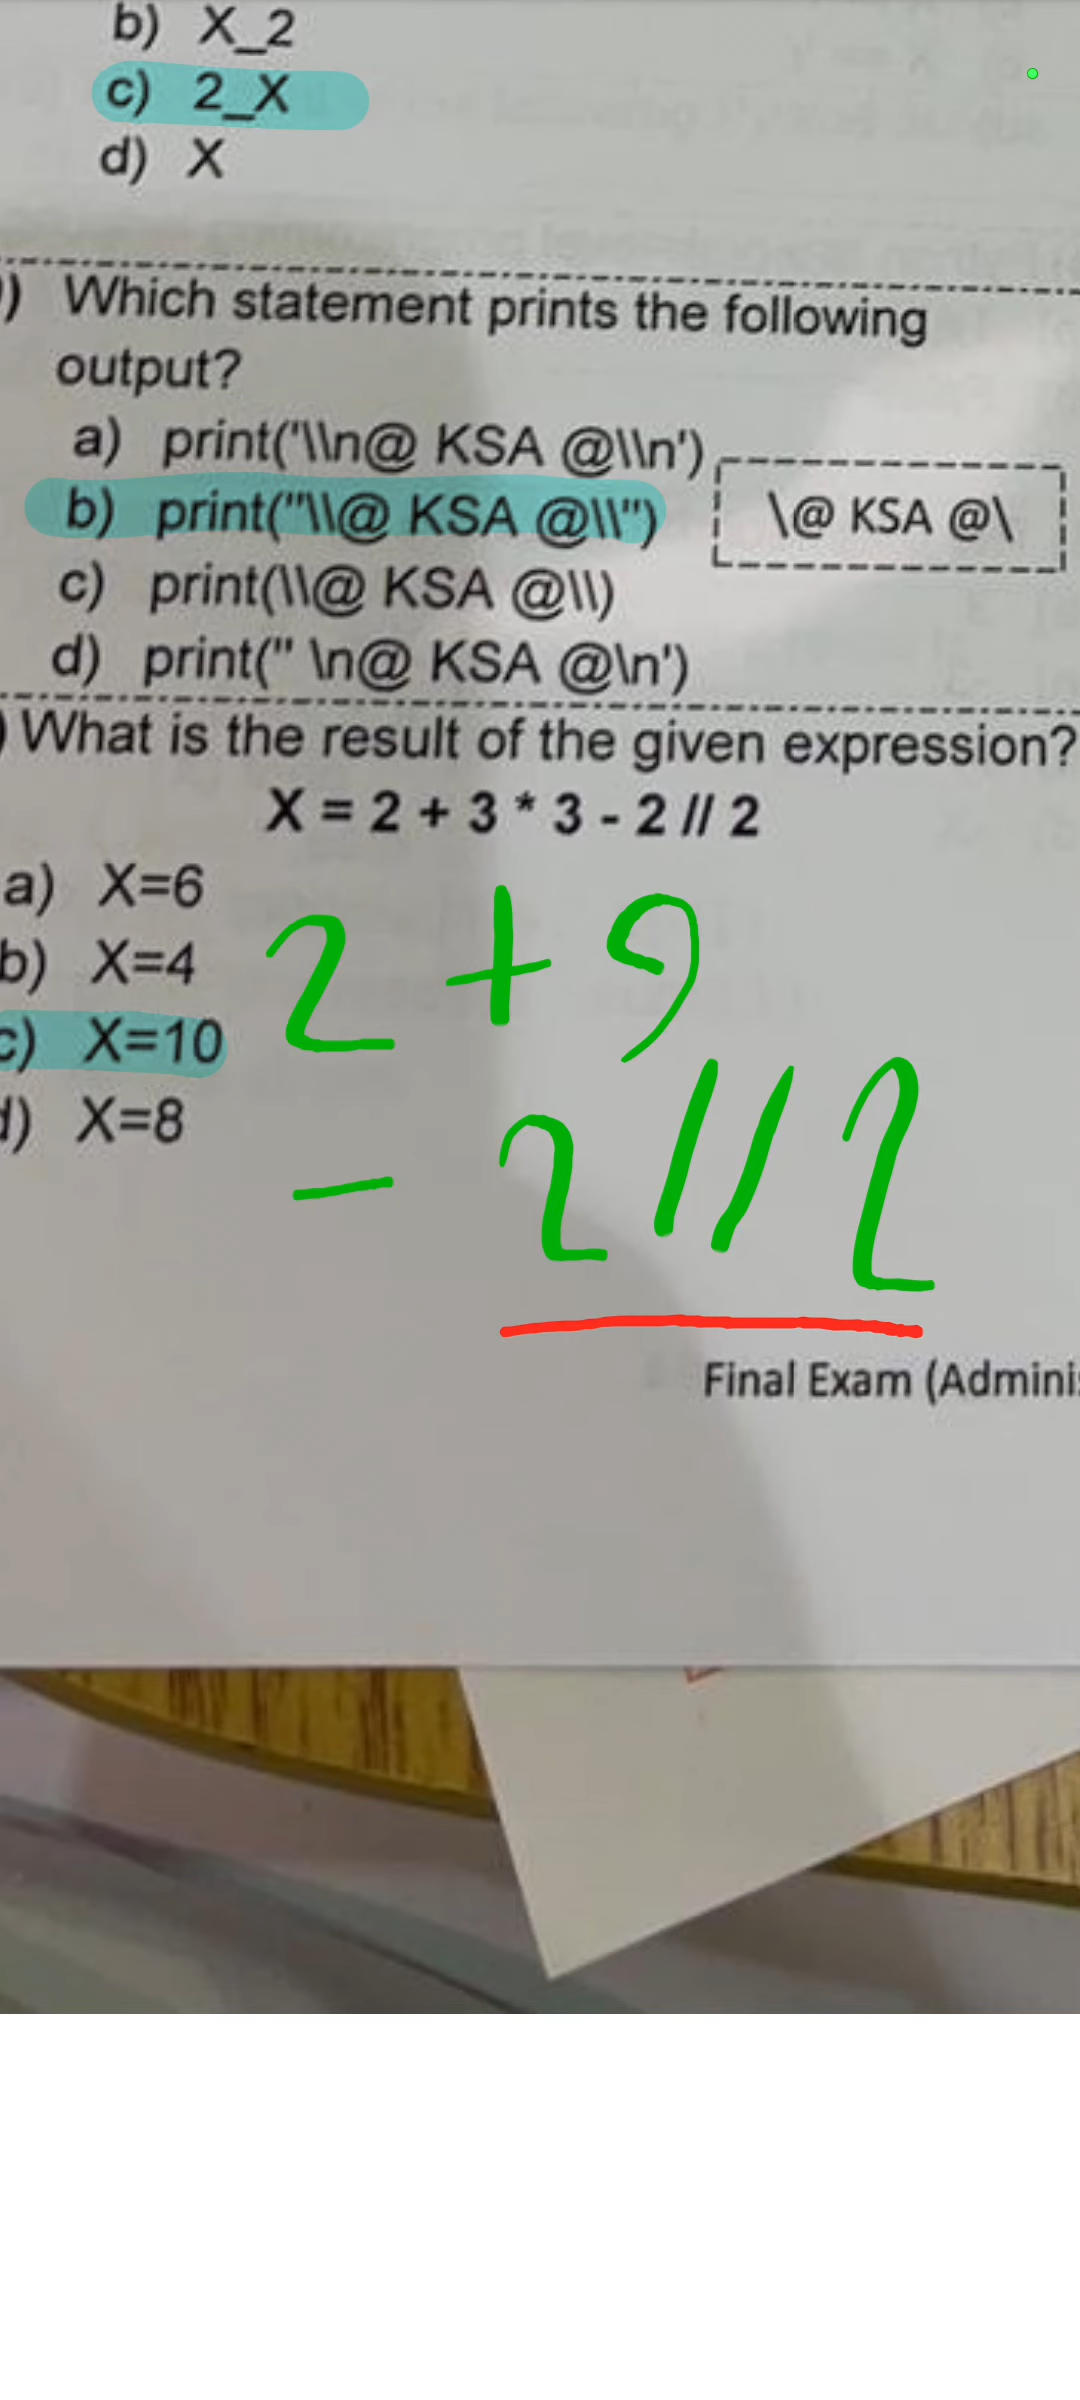 b) X_2
c) 2_X
d) X
) Which statement prints the following
output?
a) print('\\n@ KSA @\\n')
b) print("\\@ KSA @\\")
\@ KSA @\
c) print(\\@ KSA @\\)
d) print(" \n@ KSA @\n')
) What is the result of the given expression?
X = 2 + 3 * 3 - 2 // 2
a) X=6
b) X=4
c) X=10
d) X=8
2 + 9
- 2 // 2
Final Exam (Adminis